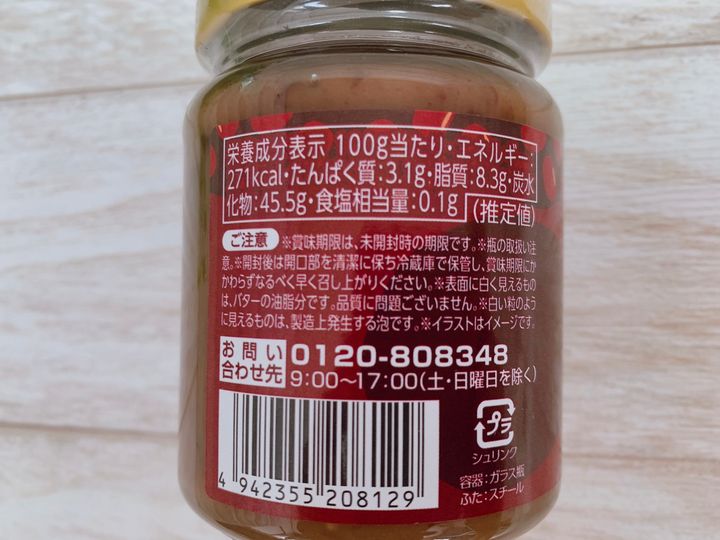 栄養成分表示 100g当たり・エネルギー:
271kcal・たんぱく質:3.1g・脂質:8.3g・炭水
化物:45.5g・食塩相当量:0.1g (推定値)
ご注意 ※賞味期限は、未開封時の期限です。※瓶の取扱い注
意。※開封後は開口部を清潔に保ち冷蔵庫で保管し、賞味期限にか
かわらずなるべく早く召し上がりください。※表面に白く見えるもの
は、バターの油脂分です。品質に問題ございません。※白い粒のよう
に見えるものは、製造上発生する泡です。※イラストはイメージです。
お問い合わせ先 0120-808348
9:00～17:00(土・日曜日を除く)
プラ
シュリンク
容器:ガラス瓶
ふた:スチール
4 942355 208129